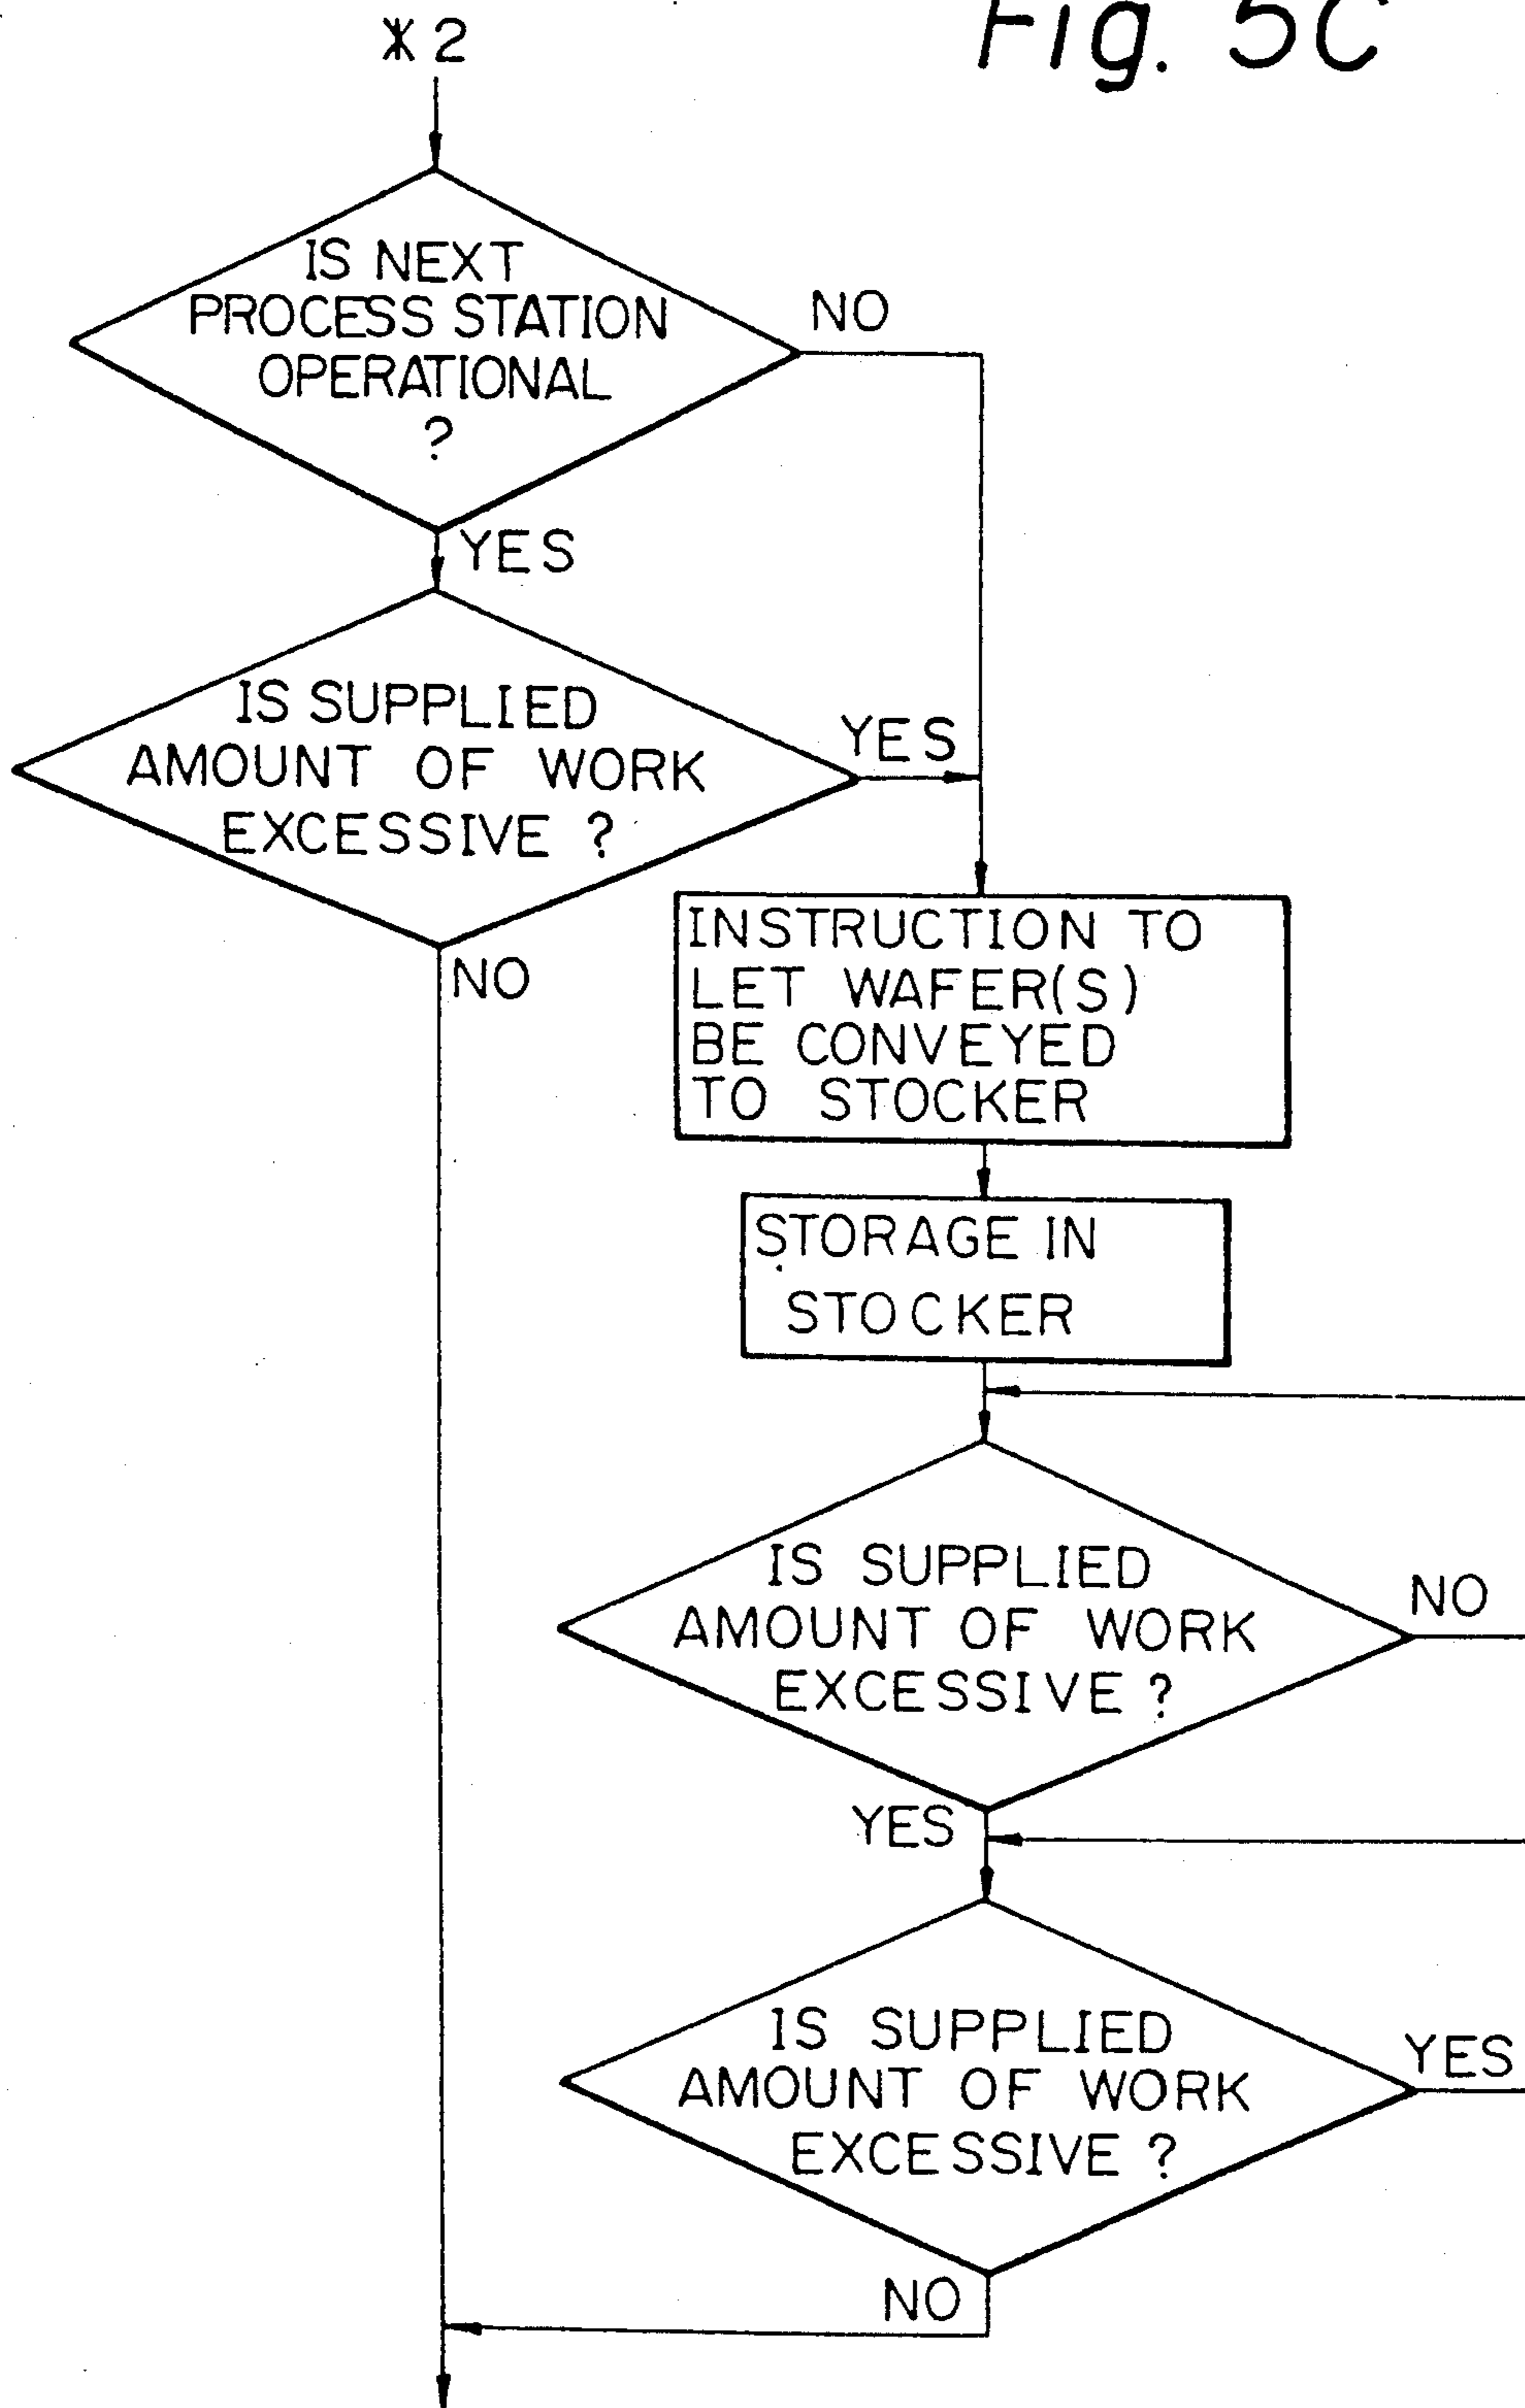 Fig. 5C
*2
IS NEXT
PROCESS STATION
OPERATIONAL
?
NO
YES
IS SUPPLIED
AMOUNT OF WORK
EXCESSIVE ?
YES
NO
INSTRUCTION TO
LET WAFER(S)
BE CONVEYED
TO STOCKER
STORAGE IN
STOCKER
IS SUPPLIED
AMOUNT OF WORK
EXCESSIVE ?
NO
YES
IS SUPPLIED
AMOUNT OF WORK
EXCESSIVE ?
YES
NO